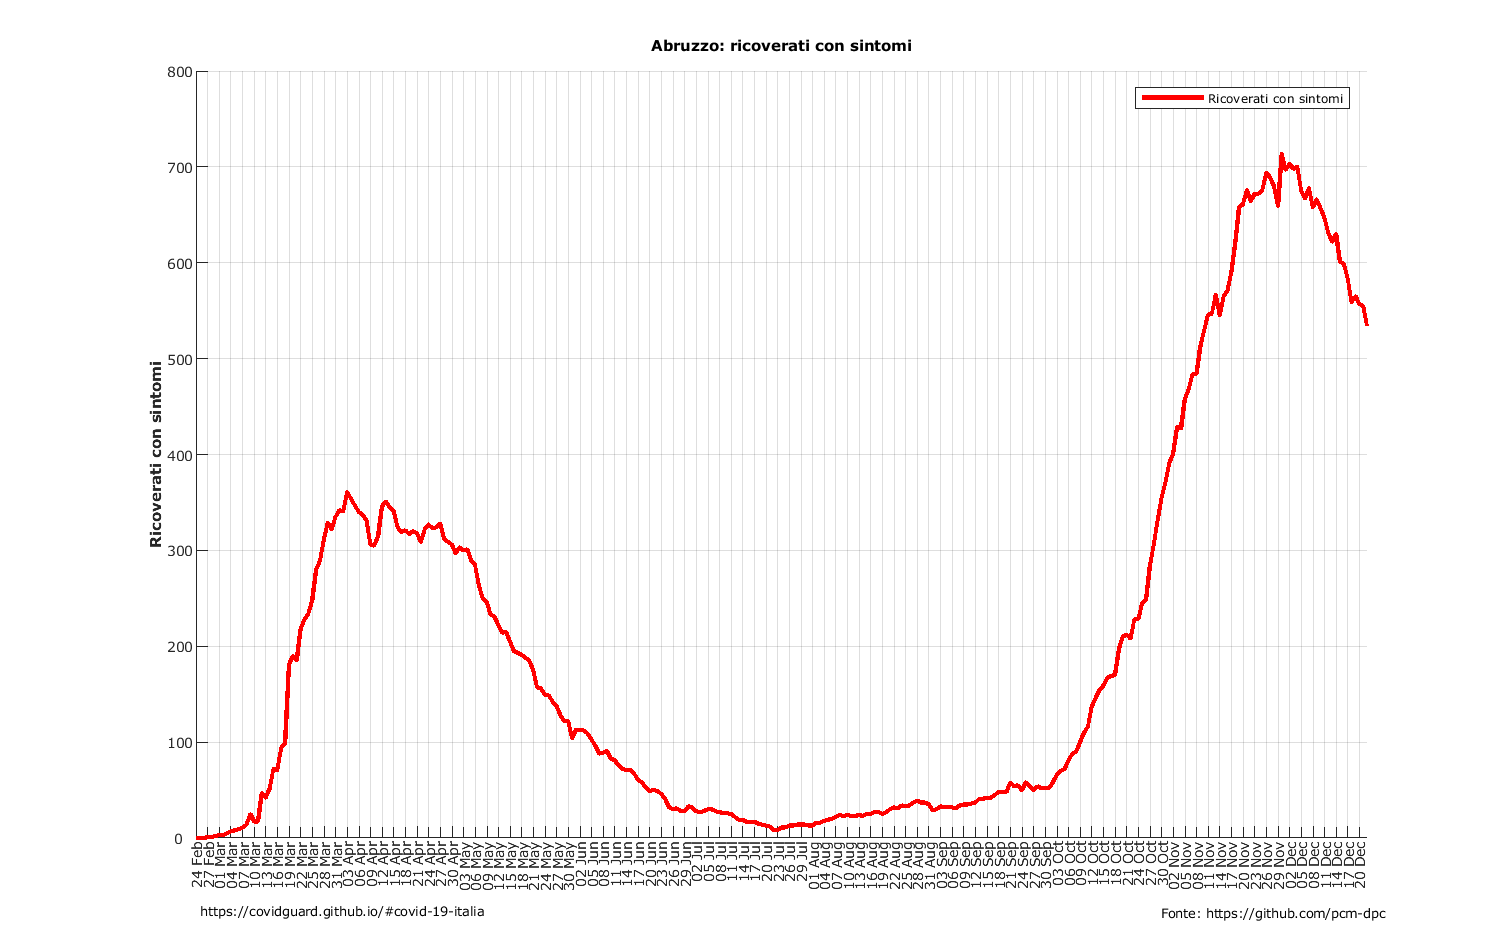 Abruzzo: ricoverati con sintomi
Ricoverati con sintomi
Ricoverati con sintomi
800
700
600
500
400
300
200
100
0
24 Feb
27 Feb
01 Mar
04 Mar
07 Mar
10 Mar
13 Mar
16 Mar
19 Mar
22 Mar
25 Mar
28 Mar
31 Mar
03 Apr
06 Apr
09 Apr
12 Apr
15 Apr
18 Apr
21 Apr
24 Apr
27 Apr
30 Apr
03 May
06 May
09 May
12 May
15 May
18 May
21 May
24 May
27 May
30 May
02 Jun
05 Jun
08 Jun
11 Jun
14 Jun
17 Jun
20 Jun
23 Jun
26 Jun
29 Jun
02 Jul
05 Jul
08 Jul
11 Jul
14 Jul
17 Jul
20 Jul
23 Jul
26 Jul
29 Jul
01 Aug
04 Aug
07 Aug
10 Aug
13 Aug
16 Aug
19 Aug
22 Aug
25 Aug
28 Aug
31 Aug
03 Sep
06 Sep
09 Sep
12 Sep
15 Sep
18 Sep
21 Sep
24 Sep
27 Sep
30 Sep
03 Oct
06 Oct
09 Oct
12 Oct
15 Oct
18 Oct
21 Oct
24 Oct
27 Oct
30 Oct
02 Nov
05 Nov
08 Nov
11 Nov
14 Nov
17 Nov
20 Nov
23 Nov
26 Nov
29 Nov
02 Dec
05 Dec
08 Dec
11 Dec
14 Dec
17 Dec
20 Dec
https://covidguard.github.io/#covid-19-italia
Fonte: https://github.com/pcm-dpc